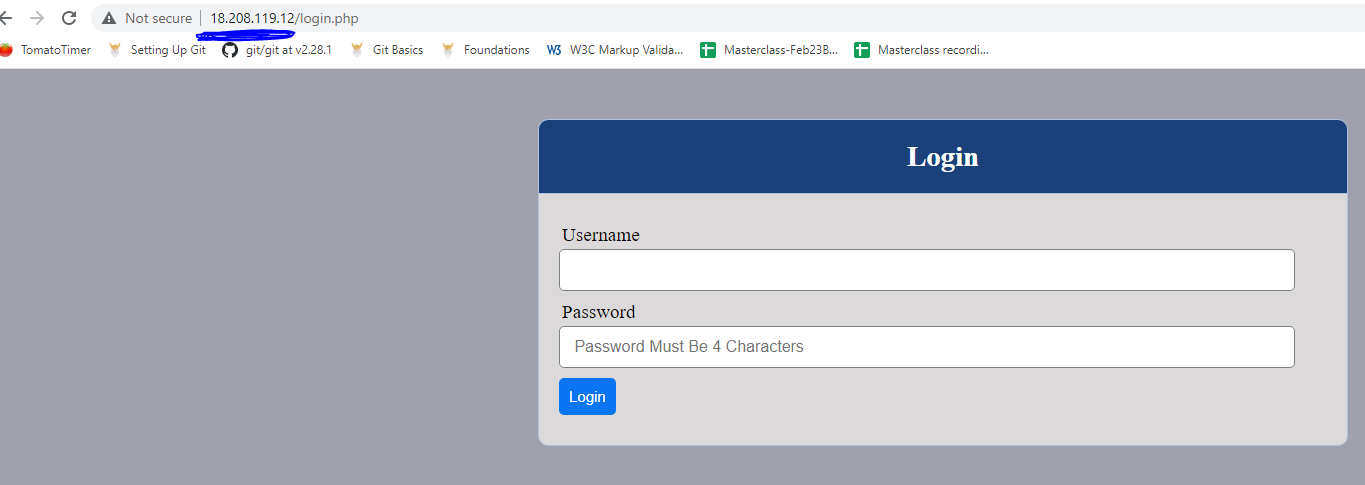 Not secure | 18.208.119.12/login.php
TomatoTimer Setting Up Git git/git at v2.28.1 Git Basics Foundations W3 W3C Markup Valida... Masterclass-Feb23B... Masterclass recordi...
Login
Username
Password
Password Must Be 4 Characters
Login